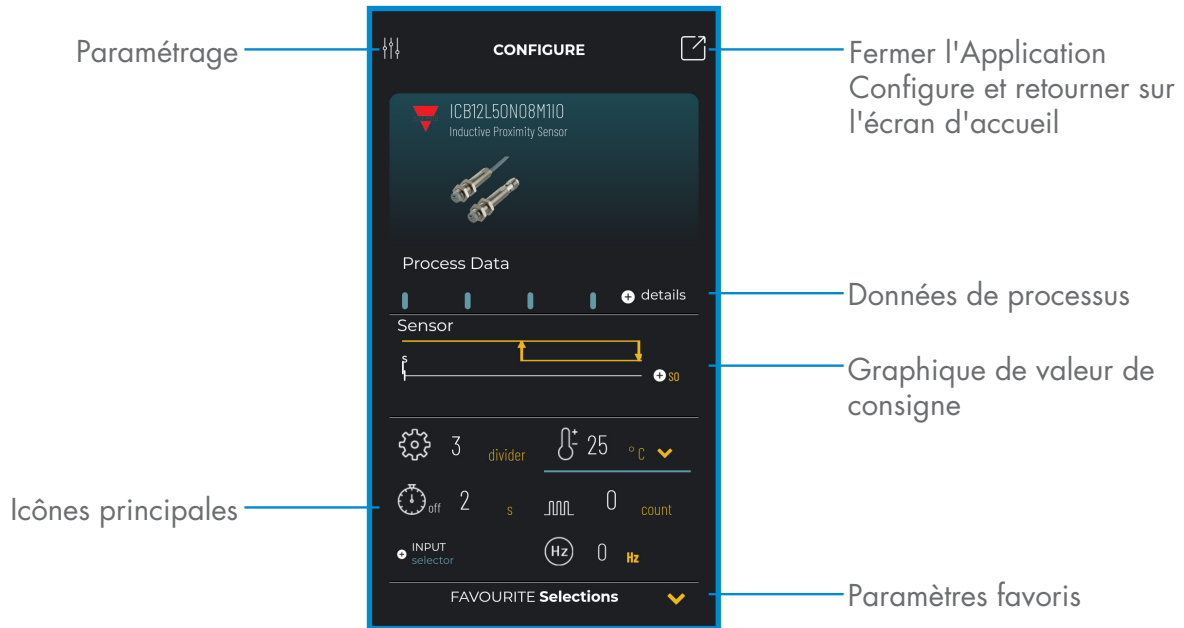 Paramétrage
CONFIGURE
Fermer l'Application
Configure et retourner sur
l'écran d'accueil
ICB12L50N08M1IO
Inductive Proximity Sensor
Process Data
details
Données de processus
Sensor
s
so
Graphique de valeur de
consigne
3 divider
25 °C
Icônes principales
off 2 s
0 count
INPUT
selector
Hz 0 Hz
FAVOURITE Selections
Paramètres favoris